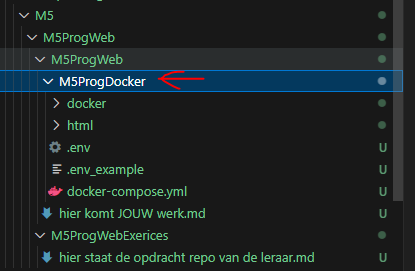 M5
M5ProgWeb
M5ProgWeb
M5ProgDocker
docker
html
.env U
.env_example U
docker-compose.yml U
hier komt JOUW werk.md U
M5ProgWebExerices
hier staat de opdracht repo van de leraar.md U